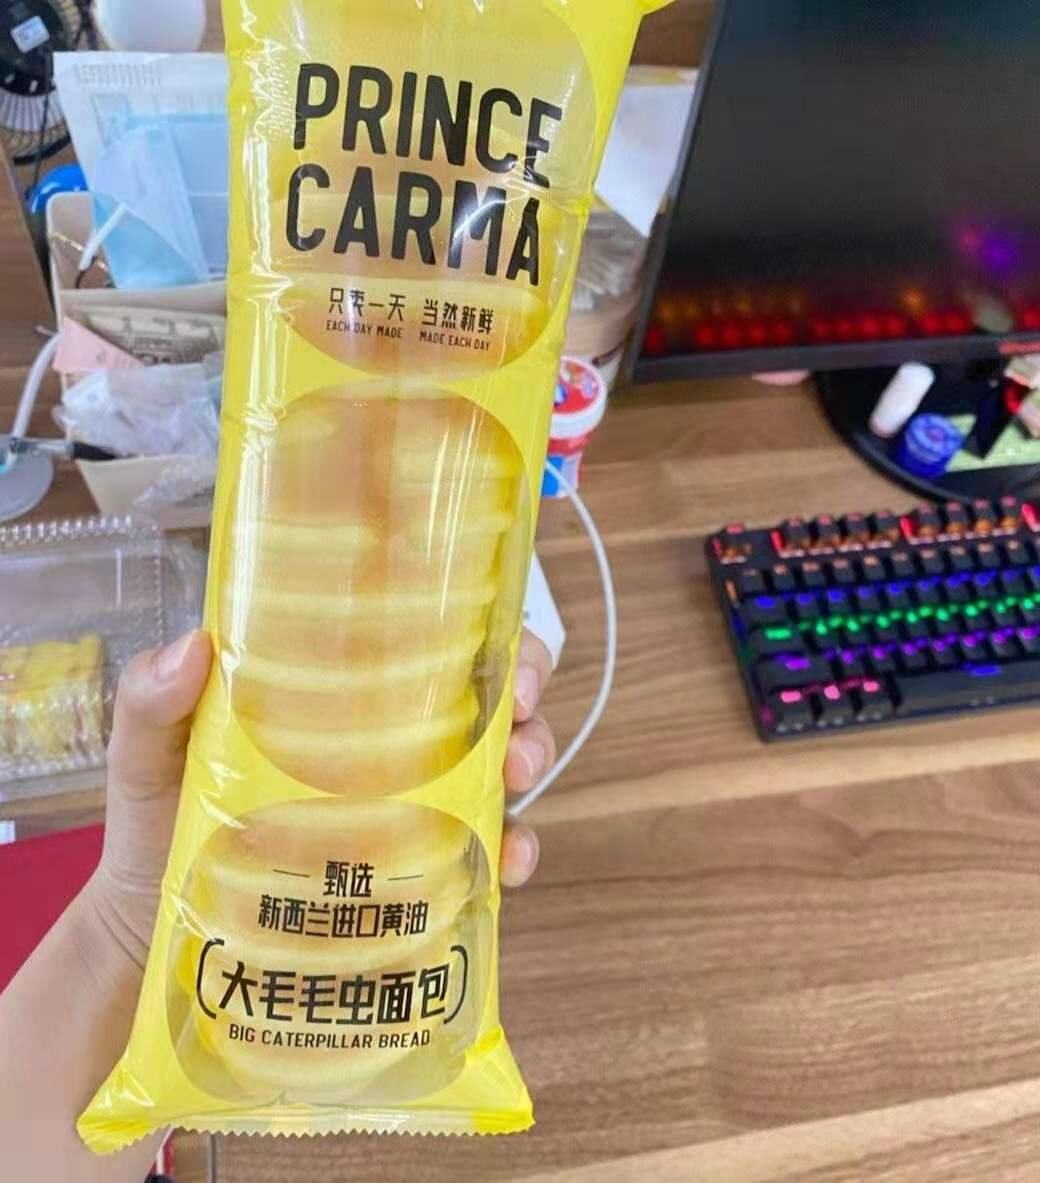 PRINCE
CARMA
只卖一天 当然新鲜
EACH DAY MADE MADE EACH DAY
甄选
新西兰进口黄油
大毛毛虫面包
BIG CATERPILLAR BREAD